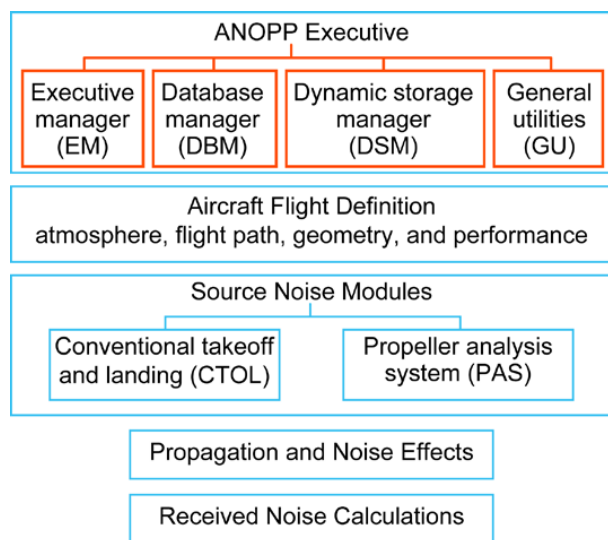 ANOPP Executive
Executive manager (EM)
Database manager (DBM)
Dynamic storage manager (DSM)
General utilities (GU)
Aircraft Flight Definition
atmosphere, flight path, geometry, and performance
Source Noise Modules
Conventional takeoff and landing (CTOL)
Propeller analysis system (PAS)
Propagation and Noise Effects
Received Noise Calculations